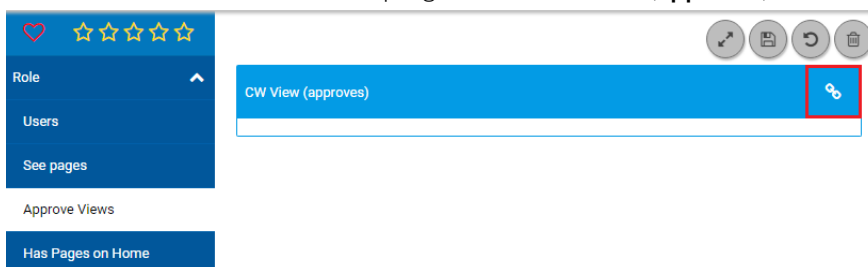 Role
Users
See pages
Approve Views
Has Pages on Home
CW View (approves)